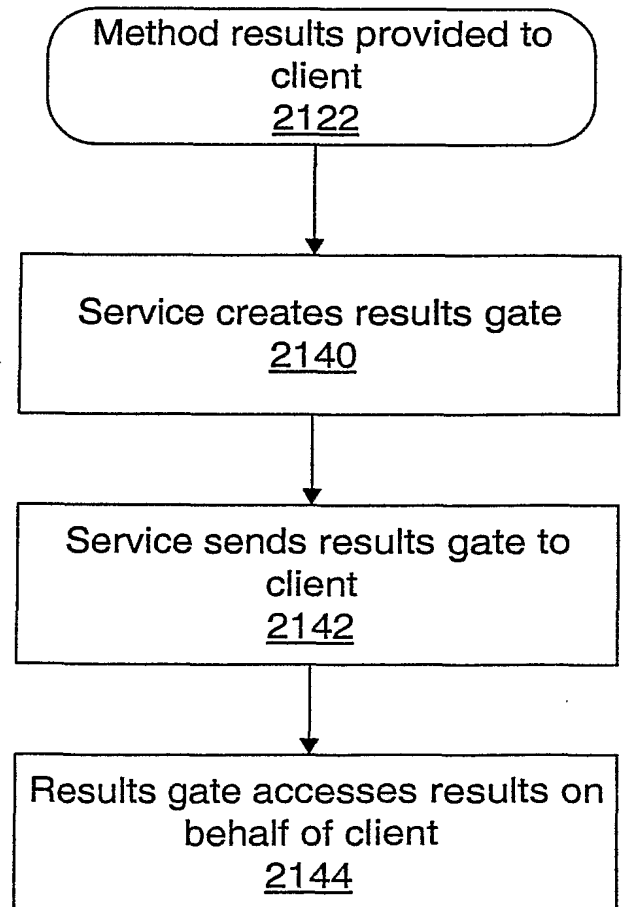 Method results provided to
client
2122
Service creates results gate
2140
Service sends results gate to
client
2142
Results gate accesses results on
behalf of client
2144